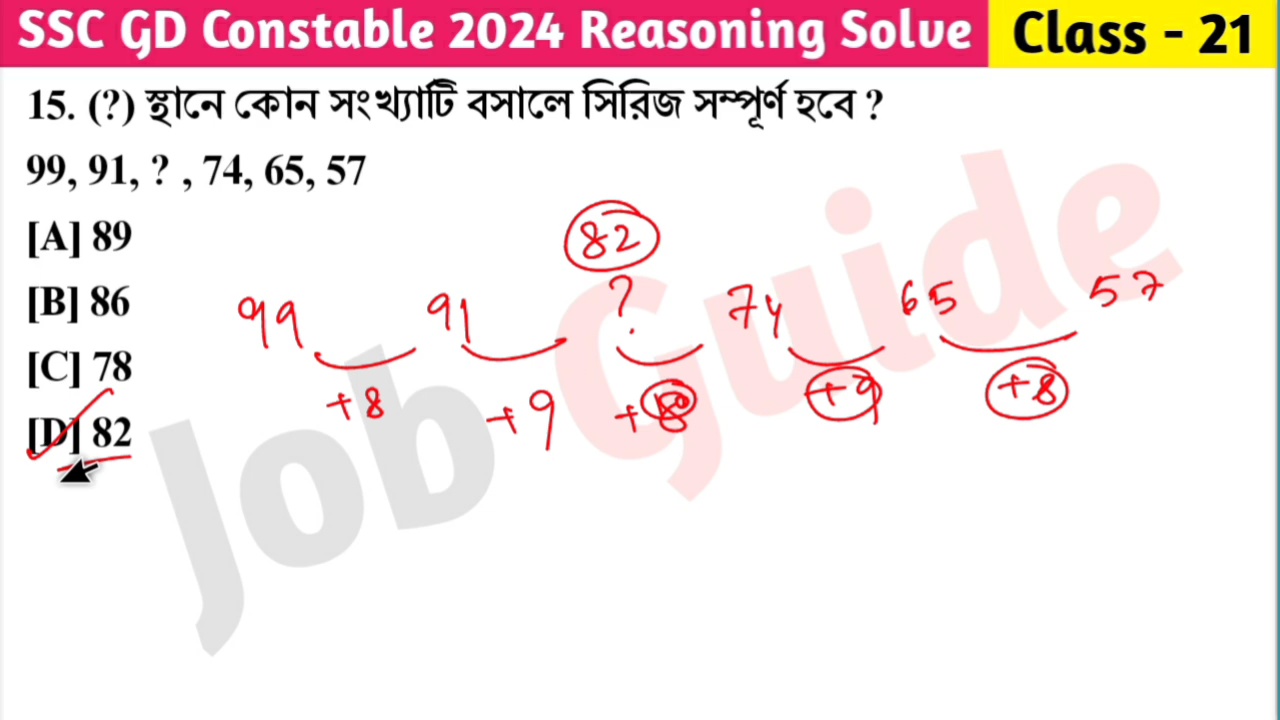 SSC GD Constable 2024 Reasoning Solve
Class - 21
15. (?) স্থানে কোন সংখ্যাটি বসালে সিরিজ সম্পূর্ণ হবে ?
99, 91, ? , 74, 65, 57
[A] 89
[B] 86
[C] 78
[D] 82
82
99 91 ? 74 65 57
+8 +9 +8 +9 +8
Job Guide